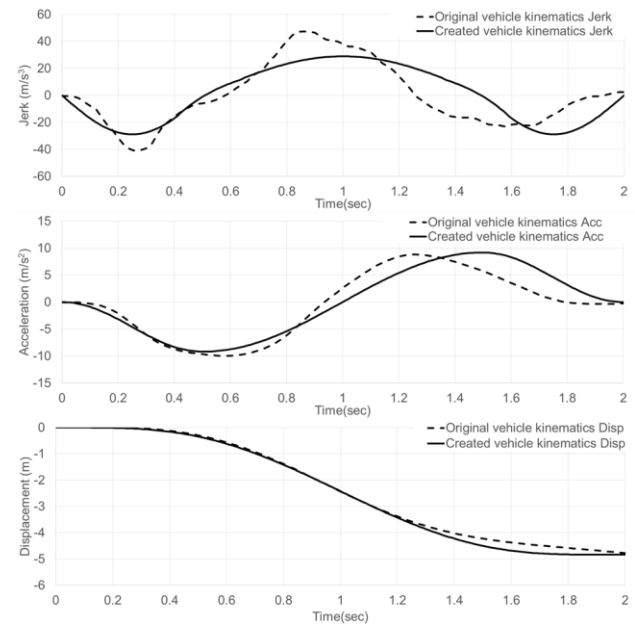 60
40
20
0
-20
-40
-60
Jerk (m/s³)
Original vehicle kinematics Jerk
Created vehicle kinematics Jerk
0 0.2 0.4 0.6 0.8 1 1.2 1.4 1.6 1.8 2
Time(sec)
15
10
5
0
-5
-10
-15
Acceleration (m/s²)
Original vehicle kinematics Acc
Created vehicle kinematics Acc
0 0.2 0.4 0.6 0.8 1 1.2 1.4 1.6 1.8 2
Time(sec)
0
-1
-2
-3
-4
-5
-6
Displacement (m)
Original vehicle kinematics Disp
Created vehicle kinematics Disp
0 0.2 0.4 0.6 0.8 1 1.2 1.4 1.6 1.8 2
Time(sec)